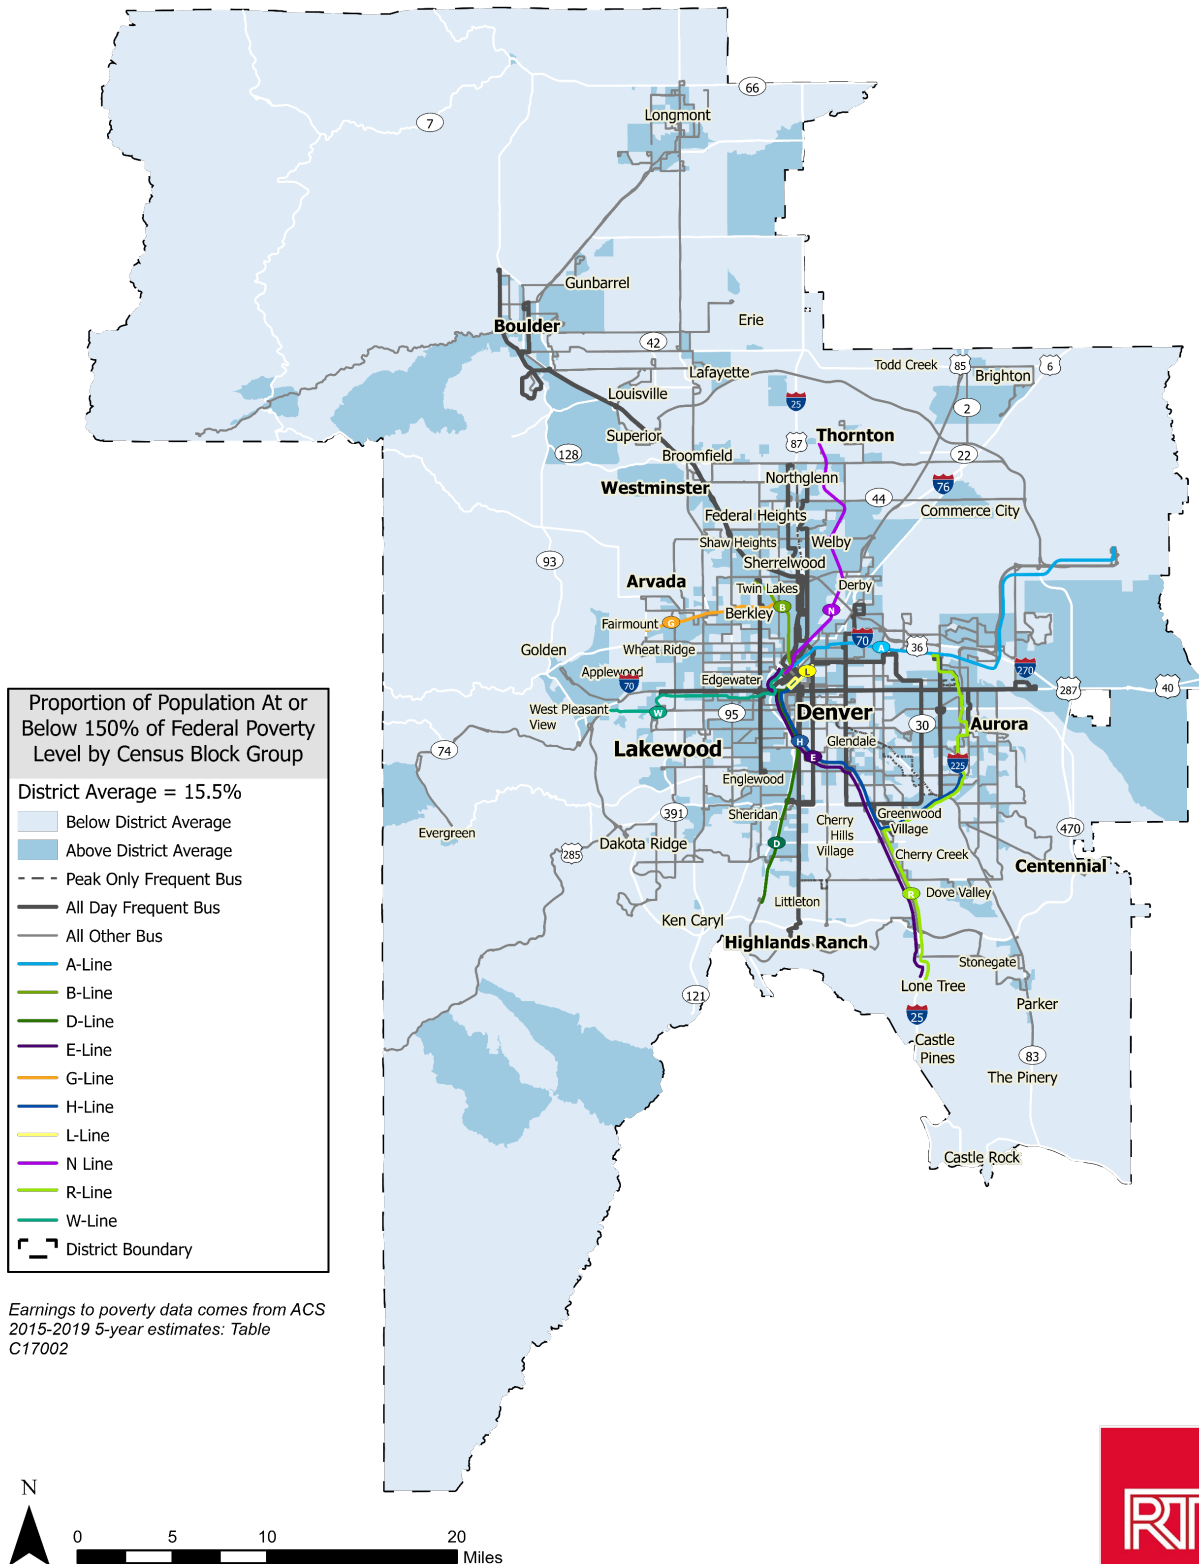 66
7
Longmont
Gunbarrel
Boulder
Erie
42
Todd Creek
85
6
Lafayette
Brighton
Louisville
25
2
Superior
87
Thornton
128
Broomfield
22
Westminster
Northglenn
76
44
Federal Heights
Commerce City
Shaw Heights
Welby
93
Sherrelwood
Arvada
Twin Lakes
Derby
B
N
Berkley
Fairmount
G
70
36
A
Golden
Wheat Ridge
Applewood
70
Edgewater
L
270
287
40
West Pleasant
View
W
95
Denver
30
Aurora
Lakewood
H
Glendale
74
E
225
Englewood
391
Sheridan
Greenwood
Village
Cherry
Hills
Village
470
Evergreen
285
Dakota Ridge
D
Cherry Creek
Centennial
R
Dove Valley
Littleton
Ken Caryl
Highlands Ranch
Stonegate
121
Lone Tree
Parker
25
Castle
Pines
83
The Pinery
Castle Rock
Proportion of Population At or
Below 150% of Federal Poverty
Level by Census Block Group
District Average = 15.5%
Below District Average
Above District Average
Peak Only Frequent Bus
All Day Frequent Bus
All Other Bus
A-Line
B-Line
D-Line
E-Line
G-Line
H-Line
L-Line
N Line
R-Line
W-Line
District Boundary
Earnings to poverty data comes from ACS
2015-2019 5-year estimates: Table
C17002
N
0 5 10 20
Miles
RT